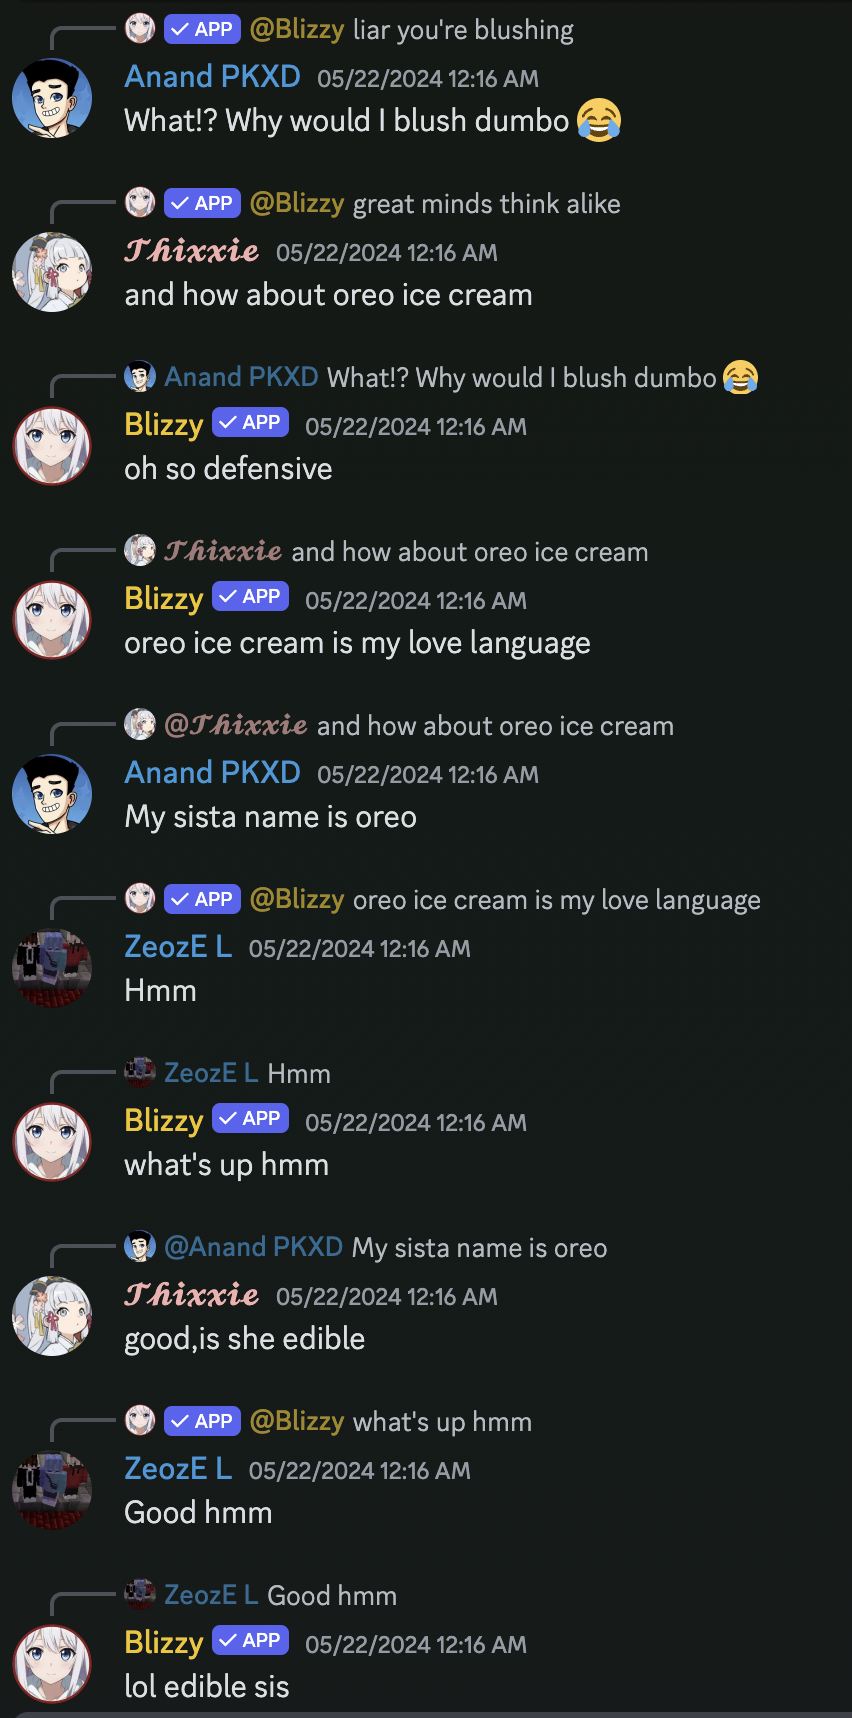 ✓ APP @Blizzy liar you're blushing
Anand PKXD 05/22/2024 12:16 AM
What!? Why would I blush dumbo 😂
✓ APP @Blizzy great minds think alike
𝓣𝓱𝓲𝔁𝔁𝓲𝓮 05/22/2024 12:16 AM
and how about oreo ice cream
Anand PKXD What!? Why would I blush dumbo 😂
Blizzy ✓ APP 05/22/2024 12:16 AM
oh so defensive
𝓣𝓱𝓲𝔁𝔁𝓲𝓮 and how about oreo ice cream
Blizzy ✓ APP 05/22/2024 12:16 AM
oreo ice cream is my love language
@𝓣𝓱𝓲𝔁𝔁𝓲𝓮 and how about oreo ice cream
Anand PKXD 05/22/2024 12:16 AM
My sista name is oreo
✓ APP @Blizzy oreo ice cream is my love language
ZeozE L 05/22/2024 12:16 AM
Hmm
ZeozE L Hmm
Blizzy ✓ APP 05/22/2024 12:16 AM
what's up hmm
@Anand PKXD My sista name is oreo
𝓣𝓱𝓲𝔁𝔁𝓲𝓮 05/22/2024 12:16 AM
good,is she edible
✓ APP @Blizzy what's up hmm
ZeozE L 05/22/2024 12:16 AM
Good hmm
ZeozE L Good hmm
Blizzy ✓ APP 05/22/2024 12:16 AM
lol edible sis